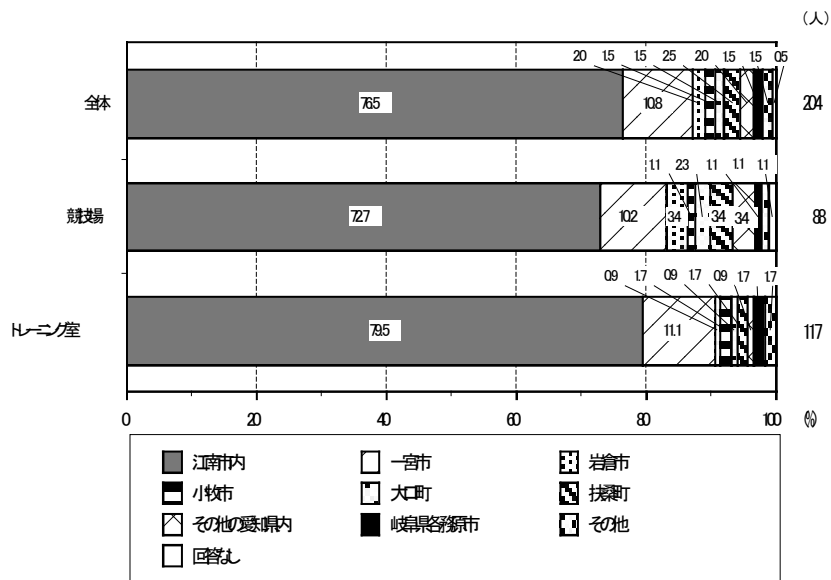 （人）
2.0 1.5 1.5 2.5 2.0 1.5 1.5 0.5
全体 76.5 10.8 204
1.1 2.3 1.1 1.1 1.1
競技場 72.7 10.2 3.4 3.4 3.4 88
0.9 1.7 0.9 1.7 0.9 1.7 1.7
トレーニング室 79.5 11.1 117
0 20 40 60 80 100 (%)
江南市内 一宮市 岩倉市
小牧市 大口町 扶桑町
その他の愛知県内 岐阜県各務原市 その他
回答なし